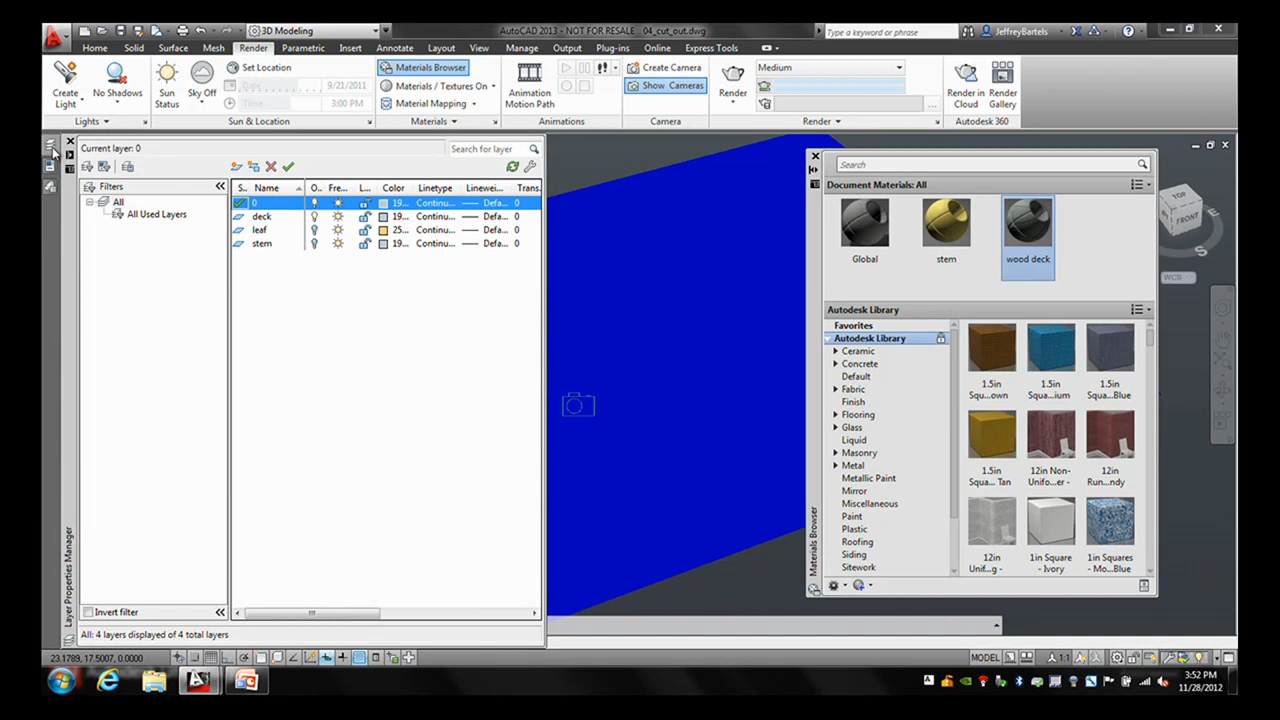 3D Modeling
AutoCAD 2013 - NOT FOR RESALE 04_cut_out.dwg
Type a keyword or phrase
JeffreyBartels
Home Solid Surface Mesh Render Parametric Insert Annotate Layout View Manage Output Plug-ins Online Express Tools
Create Light
No Shadows
Lights
Sun Status
Sky Off
Set Location
Date 9/21/2011
Time 3:00 PM
Sun & Location
Materials Browser
Materials / Textures On
Material Mapping
Materials
Animation Motion Path
Animations
Create Camera
Show Cameras
Camera
Render
Medium
Render
Render in Cloud
Render Gallery
Autodesk 360
Current layer: 0
Search for layer
Filters
All
All Used Layers
S.. Name O.. Fre... L... Color Linetype Linewei... Trans.
0 19... Continu... Defa... 0
deck 19... Continu... Defa... 0
leaf 25... Continu... Defa... 0
stem 19... Continu... Defa... 0
Invert filter
All: 4 layers displayed of 4 total layers
Layer Properties Manager
Search
Document Materials: All
Global
stem
wood deck
Autodesk Library
Favorites
Autodesk Library
Ceramic
Concrete
Default
Fabric
Finish
Flooring
Glass
Liquid
Masonry
Metal
Metallic Paint
Mirror
Miscellaneous
Paint
Plastic
Roofing
Siding
Sitework
1.5in Squ...own
1.5in Squa...ium
1.5in Squa...Blue
1.5in Squa... Tan
12in Non-Unifo...er -
12in Run...ndy
12in Unif...g -
1in Square - Ivory
1in Squares - Mo...Blue
Materials Browser
TOP
FRONT
E
S
WCS
23.1789, 17.5007, 0.0000
MODEL
1:1
3:52 PM
11/28/2012